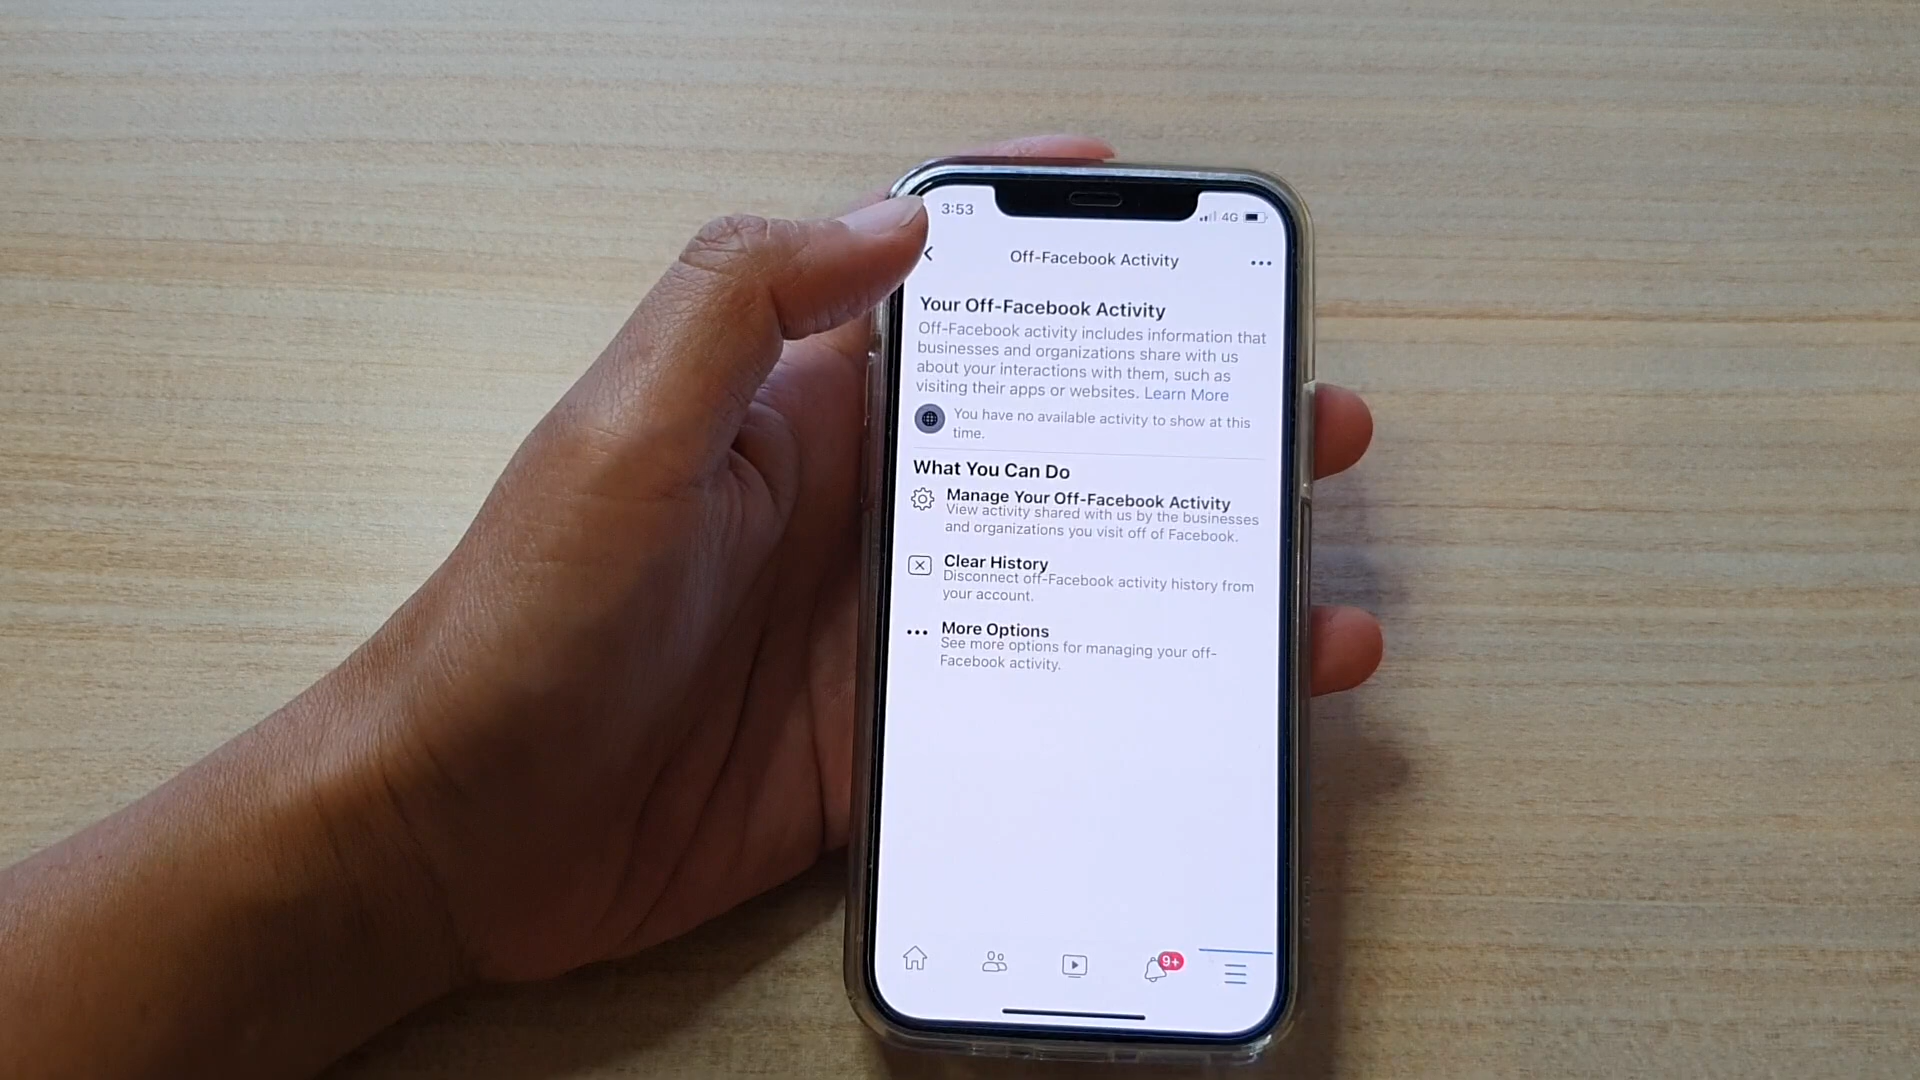 3:53
4G
Off-Facebook Activity
Your Off-Facebook Activity
Off-Facebook activity includes information that
businesses and organizations share with us
about your interactions with them, such as
visiting their apps or websites. Learn More
You have no available activity to show at this
time.
What You Can Do
Manage Your Off-Facebook Activity
View activity shared with us by the businesses
and organizations you visit off of Facebook.
Clear History
Disconnect off-Facebook activity history from
your account.
More Options
See more options for managing your off-
Facebook activity.
9+